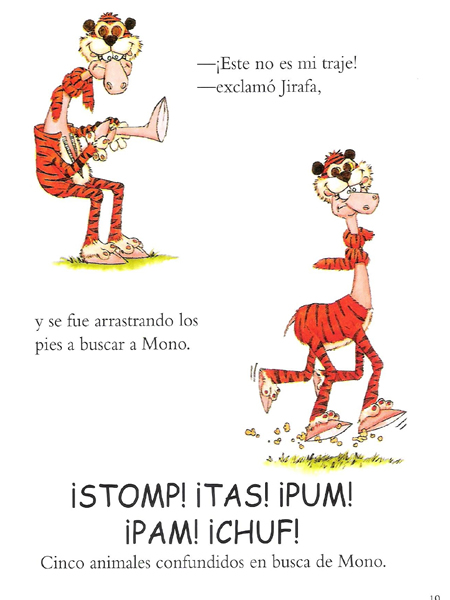 —¡Este no es mi traje!
—exclamó Jirafa,
y se fue arrastrando los
pies a buscar a Mono.
¡STOMP! ¡TAS! ¡PUM!
¡PAM! ¡CHUF!
Cinco animales confundidos en busca de Mono.